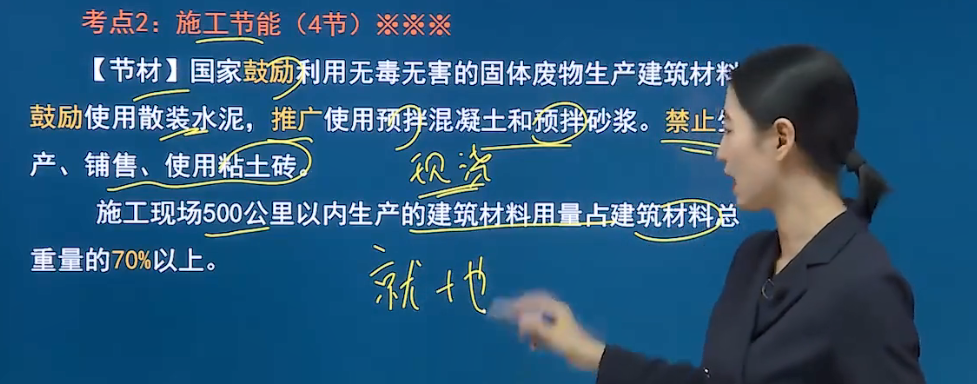 考点2：施工节能（4节）※※※
【节材】国家鼓励利用无毒无害的固体废物生产建筑材料
鼓励使用散装水泥，推广使用预拌混凝土和预拌砂浆。禁止
产、铺售、使用粘土砖。
现浇
施工现场500公里以内生产的建筑材料用量占建筑材料总
重量的70%以上。
就地